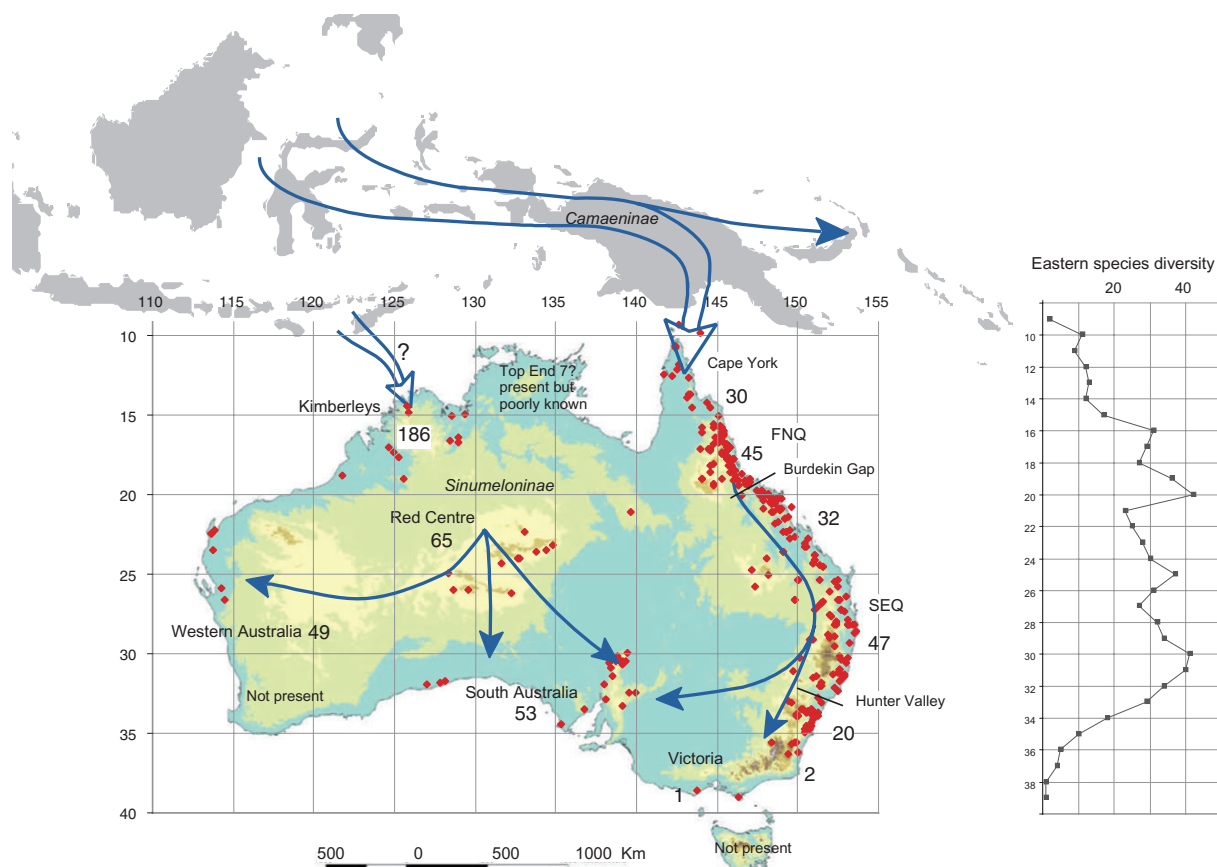 Camaeninae
Eastern species diversity
20 40
110 115 120 125 130 135 140 145 150 155
10
15
20
25
30
35
40
?
Kimberleys
186
Top End 7?
present but
poorly known
Cape York
30
FNQ
45
Burdekin Gap
Sinumeloninae
Red Centre
65
32
SEQ
47
Western Australia 49
Not present
South Australia
53
Hunter Valley
20
Victoria
2
1
Not present
500 0 500 1000 Km
10
12
14
16
18
20
22
24
26
28
30
32
34
36
38